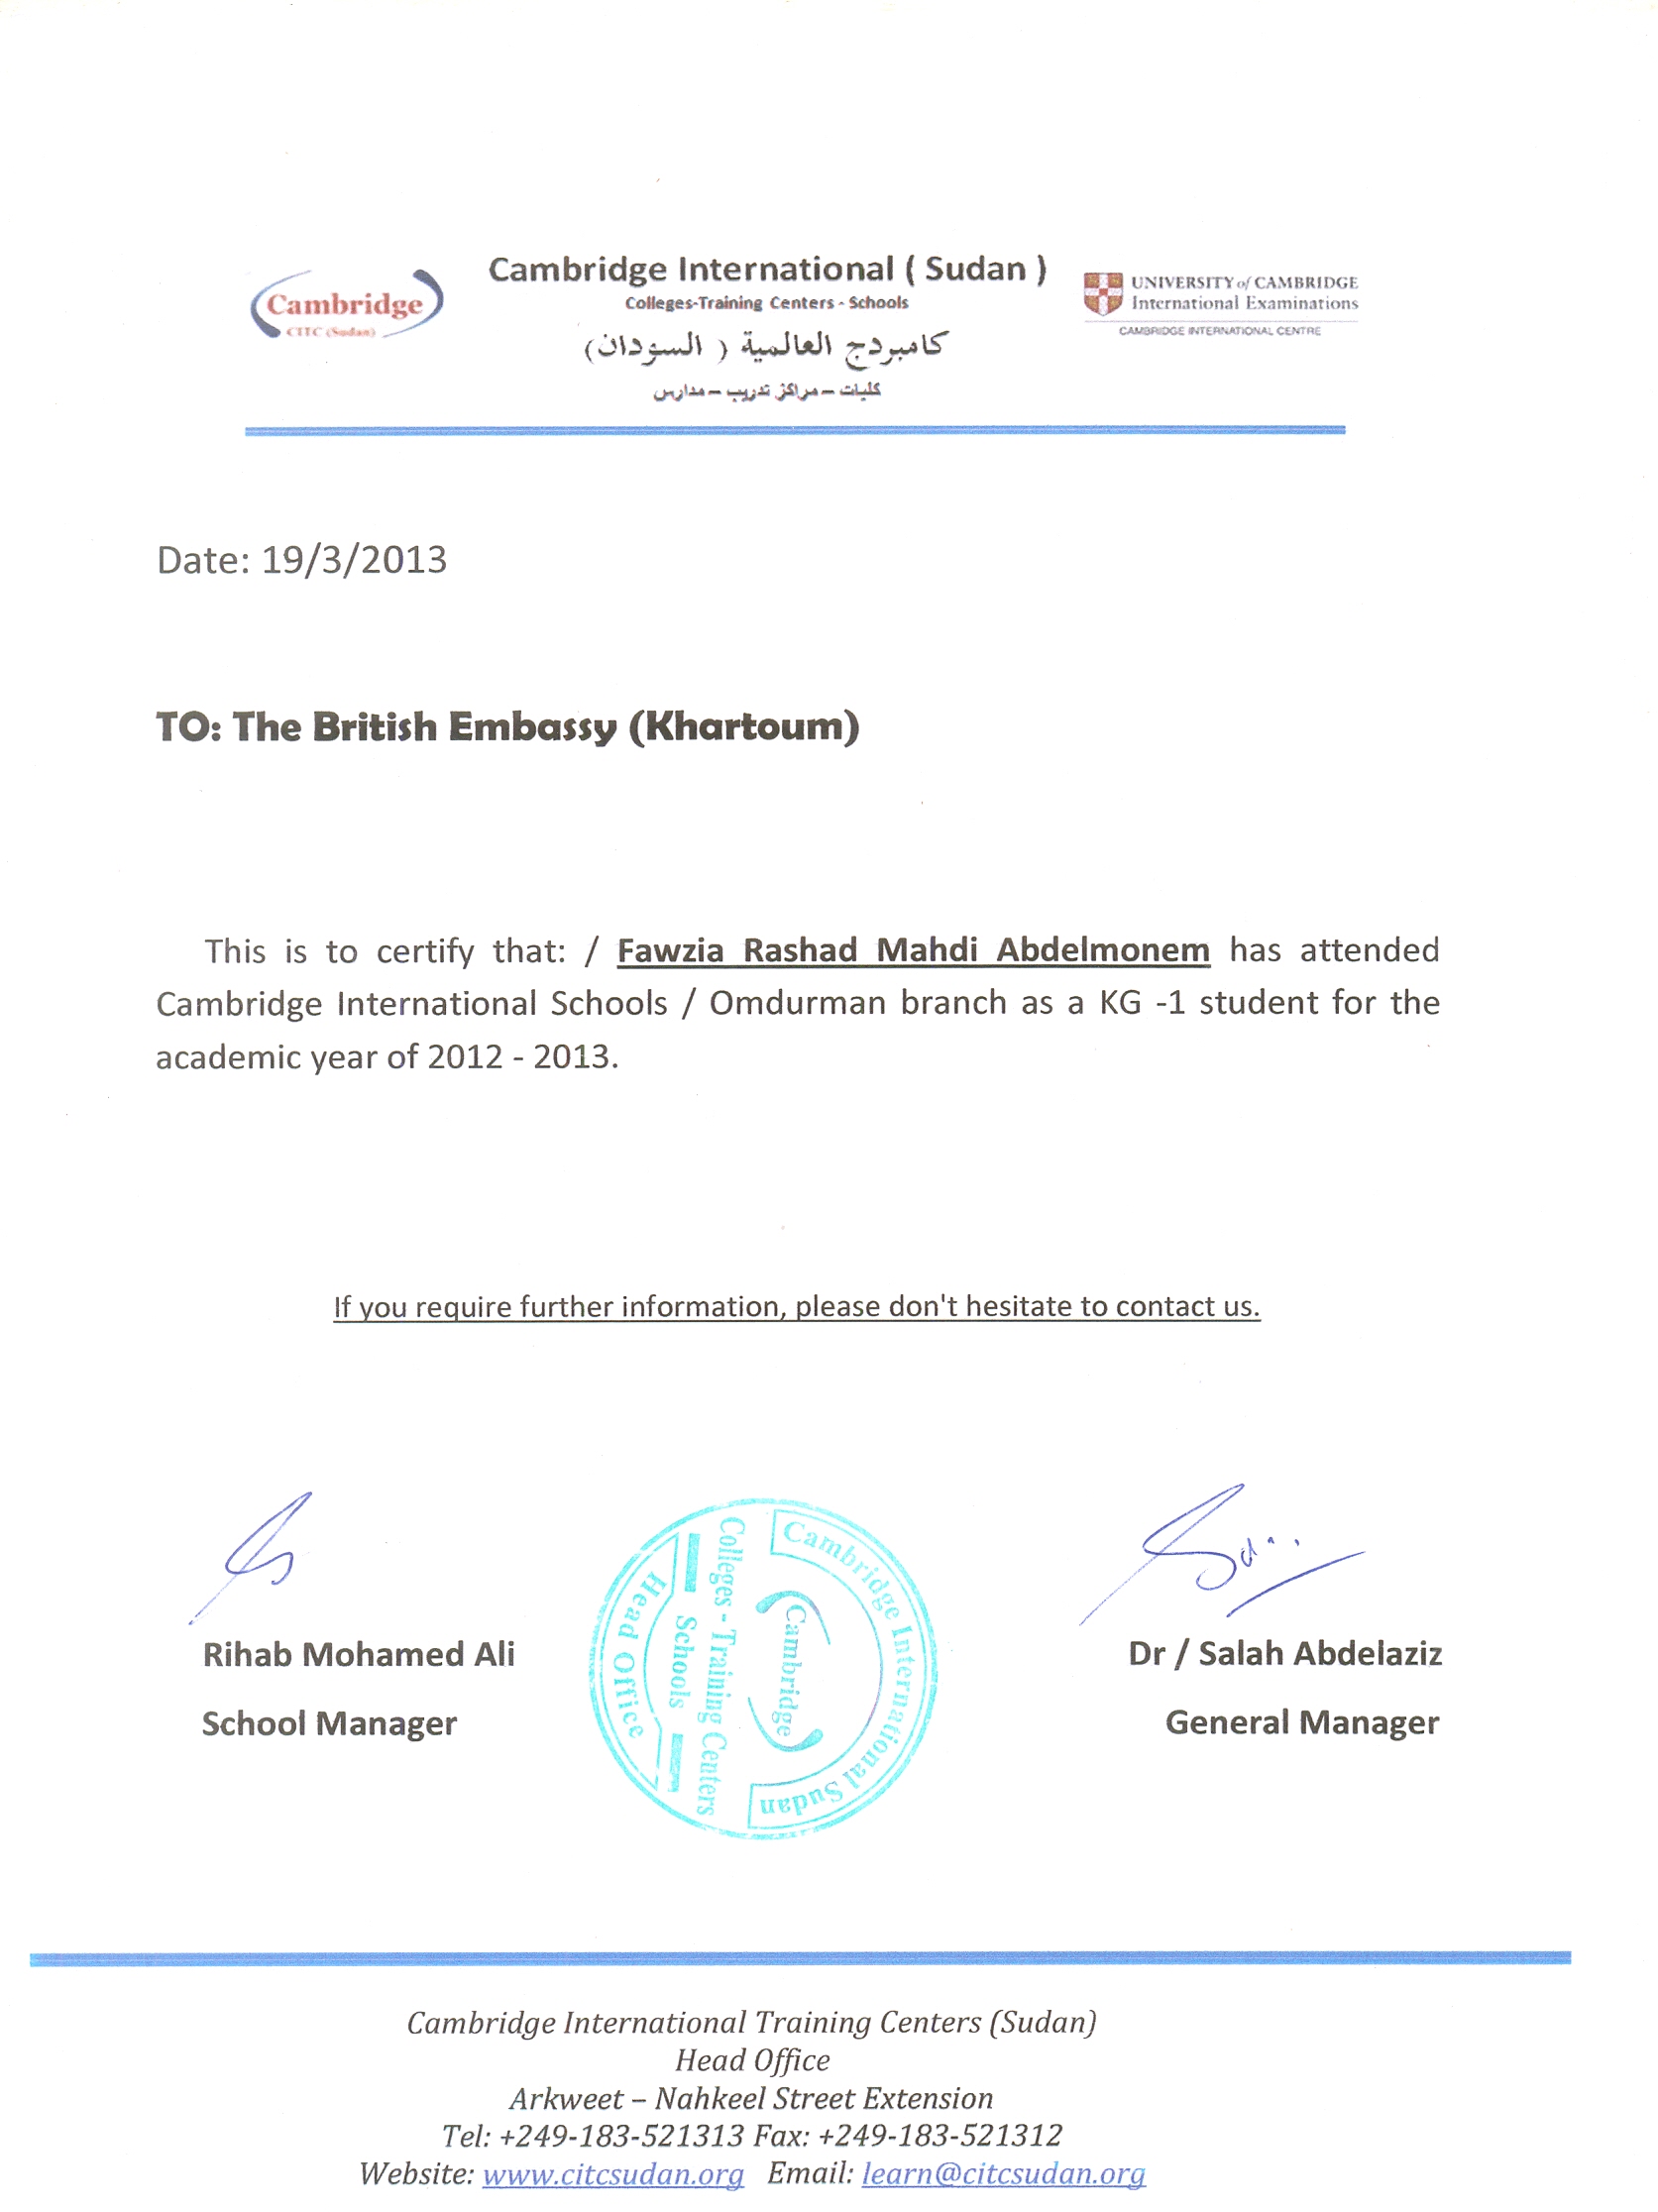 Cambridge
CITC (Sudan)
Cambridge International ( Sudan )
Colleges-Training Centers - Schools
كامبردج العالمية ( السودان)
كليات – مراكز تدريب – مدارس
UNIVERSITY of CAMBRIDGE
International Examinations
CAMBRIDGE INTERNATIONAL CENTRE
Date: 19/3/2013
TO: The British Embassy (Khartoum)
This is to certify that: / Fawzia Rashad Mahdi Abdelmonem has attended
Cambridge International Schools / Omdurman branch as a KG -1 student for the
academic year of 2012 - 2013.
If you require further information, please don't hesitate to contact us.
Rihab Mohamed Ali
School Manager
Cambridge International Sudan
Cambridge
Colleges - Training Centers
Schools
Head Office
Dr / Salah Abdelaziz
General Manager
Cambridge International Training Centers (Sudan)
Head Office
Arkweet – Nahkeel Street Extension
Tel: +249-183-521313 Fax: +249-183-521312
Website: www.citcsudan.org Email: learn@citcsudan.org